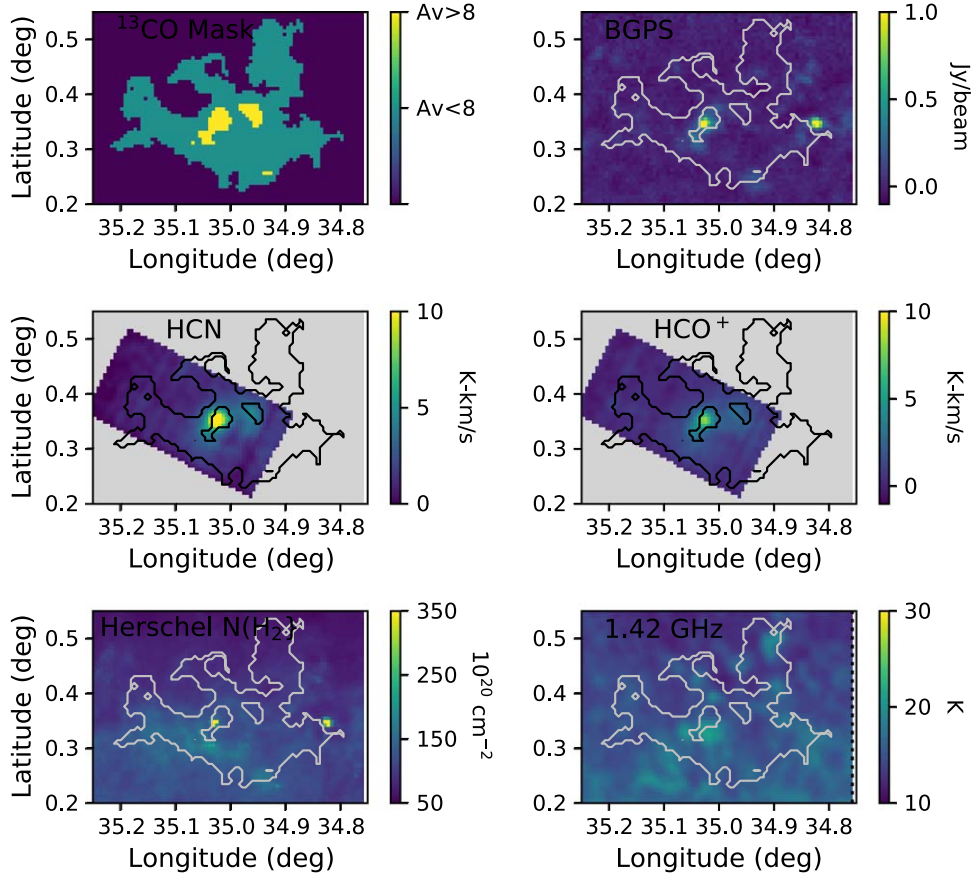 ¹³CO Mask
Av>8
Av<8
0.5
0.4
0.3
0.2
35.2 35.1 35.0 34.9 34.8
Longitude (deg)
Latitude (deg)
BGPS
1.0
0.5
0.0
Jy/beam
0.5
0.4
0.3
0.2
35.2 35.1 35.0 34.9 34.8
Longitude (deg)
Latitude (deg)
HCN
10
5
0
K-km/s
0.5
0.4
0.3
0.2
35.2 35.1 35.0 34.9 34.8
Longitude (deg)
Latitude (deg)
HCO⁺
10
5
0
K-km/s
0.5
0.4
0.3
0.2
35.2 35.1 35.0 34.9 34.8
Longitude (deg)
Latitude (deg)
Herschel N(H₂)
350
250
150
50
10²⁰ cm⁻²
0.5
0.4
0.3
0.2
35.2 35.1 35.0 34.9 34.8
Longitude (deg)
Latitude (deg)
1.42 GHz
30
20
10
K
0.5
0.4
0.3
0.2
35.2 35.1 35.0 34.9 34.8
Longitude (deg)
Latitude (deg)